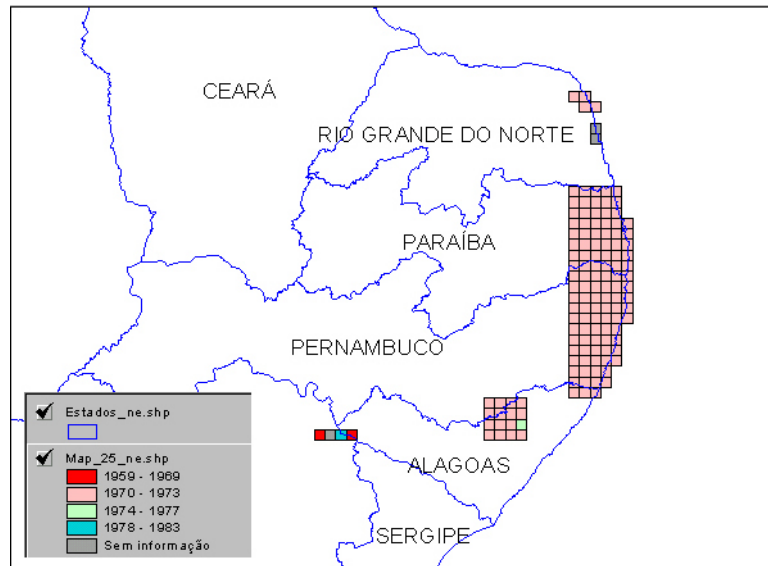 CEARÁ
RIO GRANDE DO NORTE
PARAÍBA
PERNAMBUCO
ALAGOAS
SERGIPE
Estados_ne.shp
Map_25_ne.shp
1959 - 1969
1970 - 1973
1974 - 1977
1978 - 1983
Sem informação